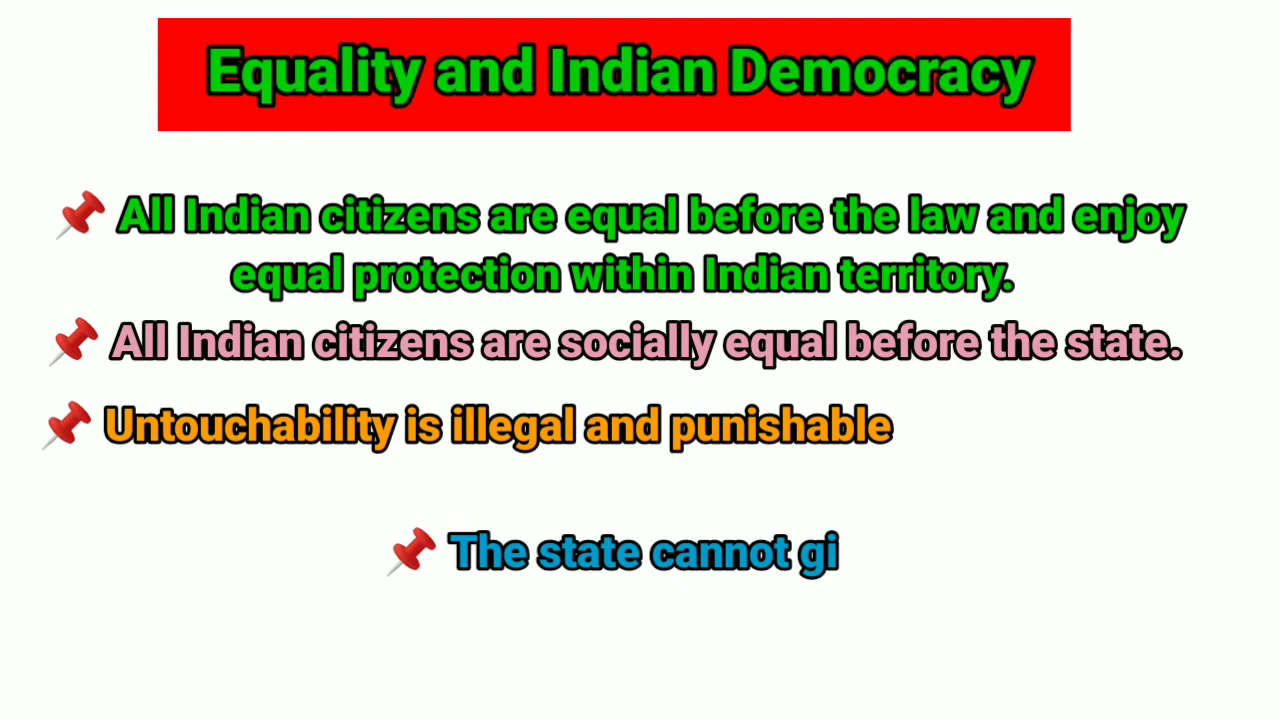 Equality and Indian Democracy
📌 All Indian citizens are equal before the law and enjoy
equal protection within Indian territory.
📌 All Indian citizens are socially equal before the state.
📌 Untouchability is illegal and punishable
📌 The state cannot gi